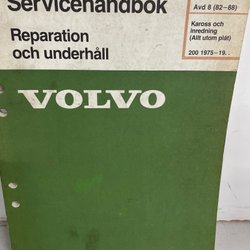 Servicehandbok
Reparation
och underhåll
Avd 8 (82-88)
Kaross och
inredning
(Allt utom plåt)
200 1975-19..
VOLVO